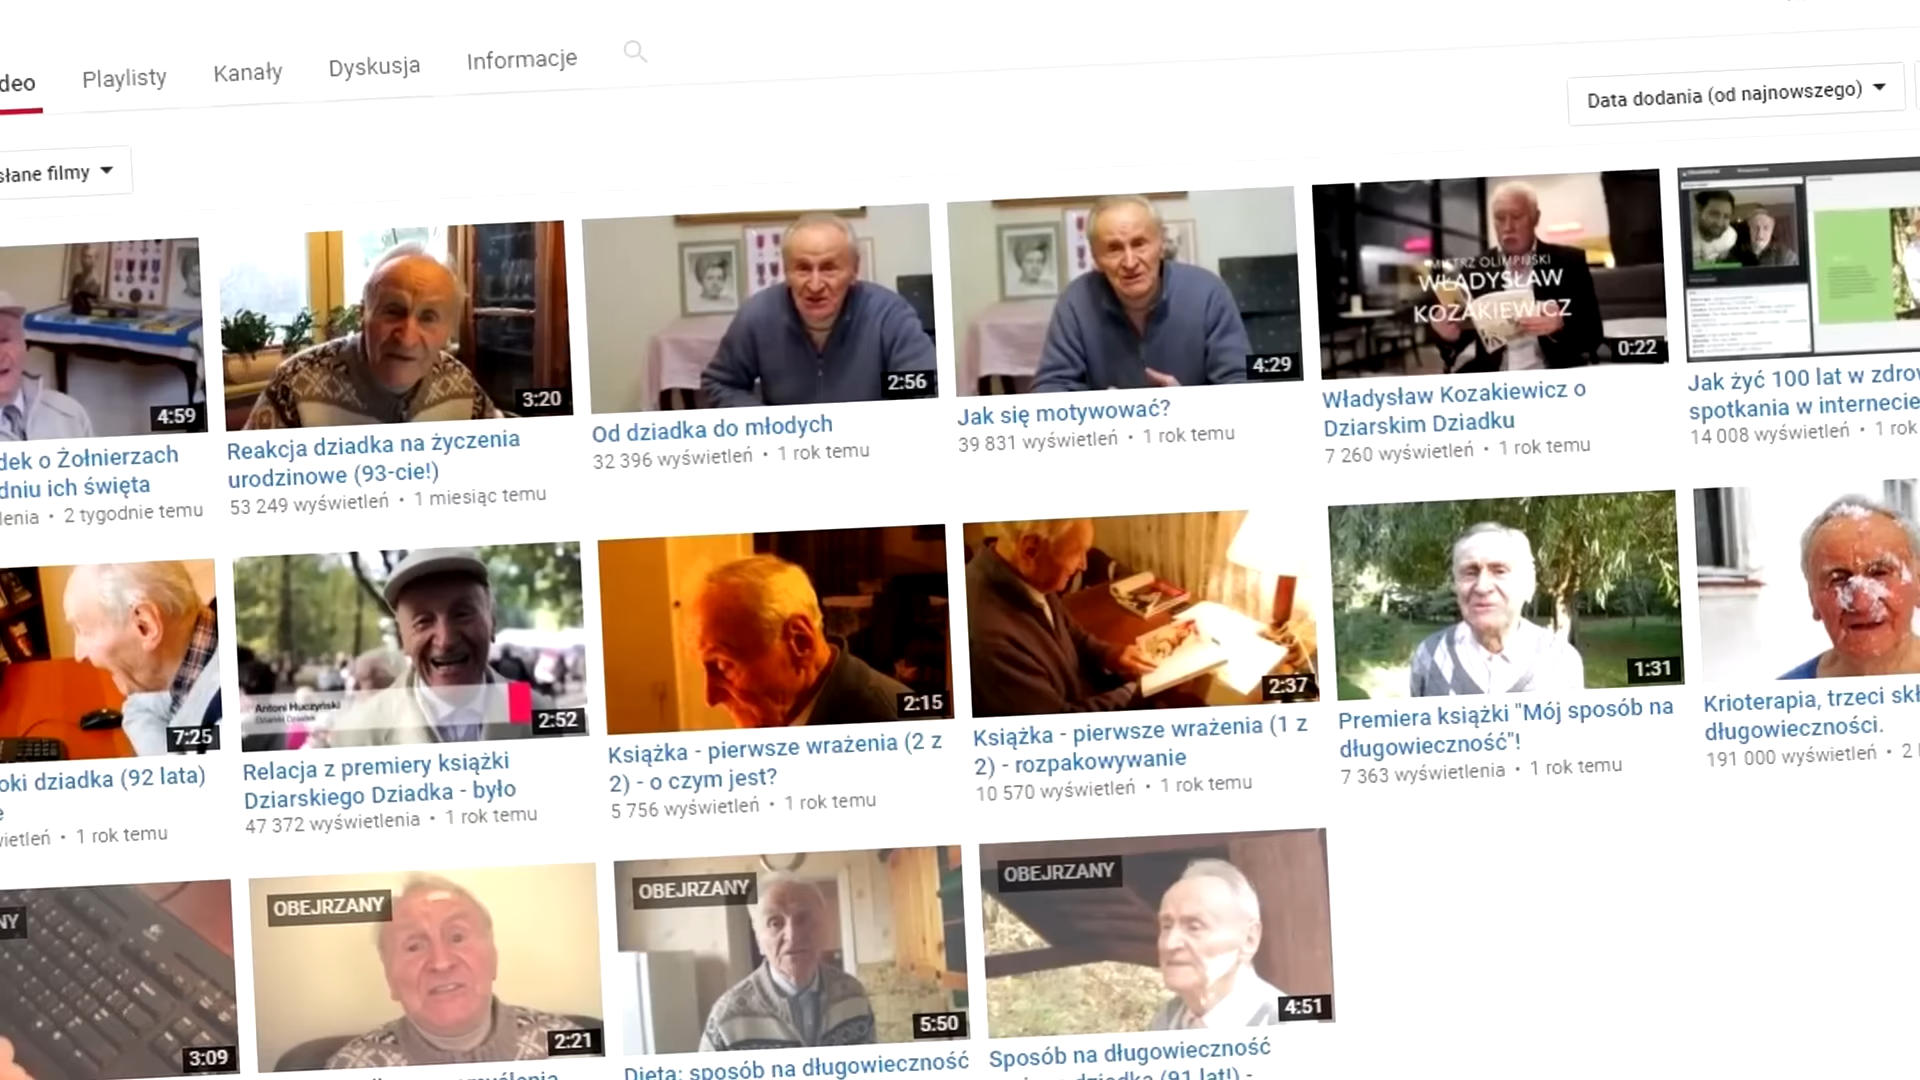 deo Playlisty Kanały Dyskusja Informacje
Data dodania (od najnowszego)
słane filmy
4:59
dek o Żołnierzach
dniu ich święta
lenia • 2 tygodnie temu
3:20
Reakcja dziadka na życzenia
urodzinowe (93-cie!)
53 249 wyświetleń • 1 miesiąc temu
2:56
Od dziadka do młodych
32 396 wyświetleń • 1 rok temu
4:29
Jak się motywować?
39 831 wyświetleń • 1 rok temu
MISTRZ OLIMPIJSKI
WŁADYSŁAW
KOZAKIEWICZ
0:22
Władysław Kozakiewicz o
Dziarskim Dziadku
7 260 wyświetleń • 1 rok temu
Jak żyć 100 lat w zdrow
spotkania w internecie
14 008 wyświetleń • 1 rok
7:25
oki dziadka (92 lata)
e
wietleń • 1 rok temu
Antoni Huczyński
Dziarski Dziadek
2:52
Relacja z premiery książki
Dziarskiego Dziadka - było
47 372 wyświetlenia • 1 rok temu
2:15
Książka - pierwsze wrażenia (2 z
2) - o czym jest?
5 756 wyświetleń • 1 rok temu
2:37
Książka - pierwsze wrażenia (1 z
2) - rozpakowywanie
10 570 wyświetleń • 1 rok temu
1:31
Premiera książki "Mój sposób na
długowieczność"!
7 363 wyświetlenia • 1 rok temu
Krioterapia, trzeci skł
długowieczności.
191 000 wyświetleń • 2 l
NY
3:09
OBEJRZANY
2:21
OBEJRZANY
5:50
Dieta: sposób na długowieczność
OBEJRZANY
4:51
Sposób na długowieczność
dziadka (91 lat!) -